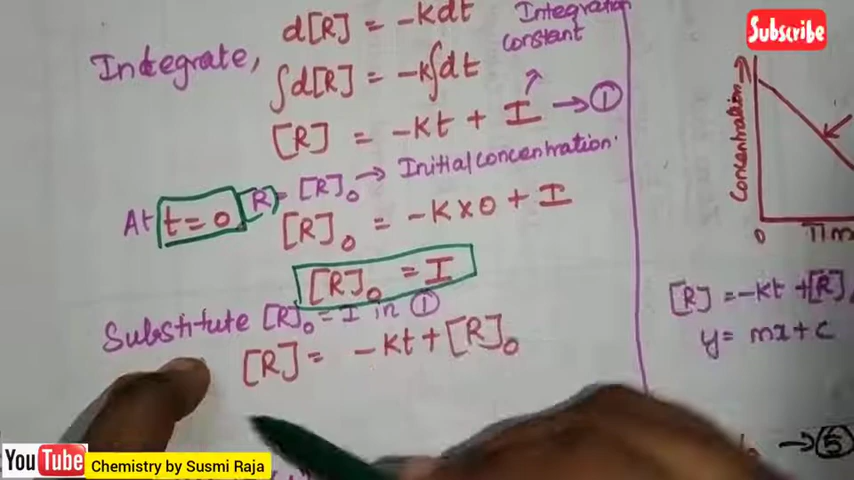 d[R] = -Kdt
Integration
constant
Integrate,
∫d[R] = -K∫dt
[R] = -Kt + I → ①
At t=0 [R] = [R]₀ → Initial concentration.
[R]₀ = -K×0 + I
[R]₀ = I
Substitute [R]₀ = I in ①
[R] = -Kt + [R]₀
Subscribe
Concentration →
0
[R] = -Kt + [R]
y = mx + c
→ ⑤
YouTube
Chemistry by Susmi Raja